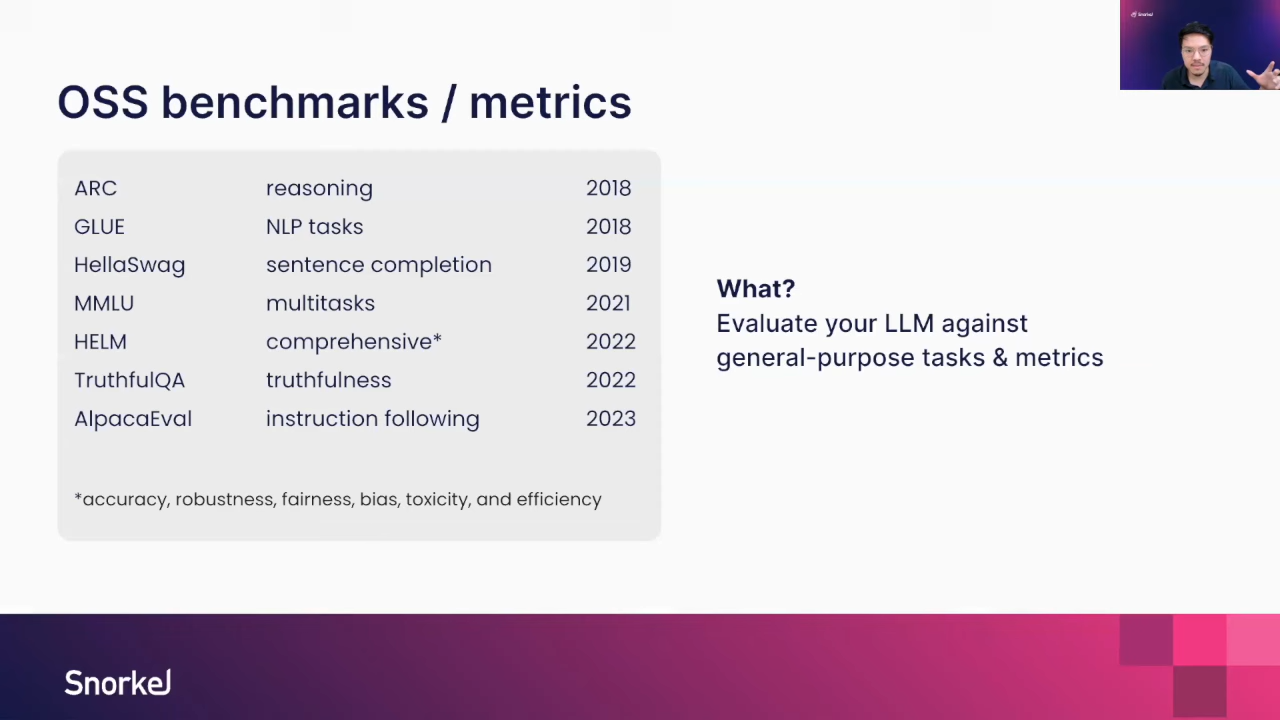 Snorkel
OSS benchmarks / metrics
ARC reasoning 2018
GLUE NLP tasks 2018
HellaSwag sentence completion 2019
MMLU multitasks 2021
HELM comprehensive* 2022
TruthfulQA truthfulness 2022
AlpacaEval instruction following 2023
*accuracy, robustness, fairness, bias, toxicity, and efficiency
What?
Evaluate your LLM against
general-purpose tasks & metrics
Snorkel